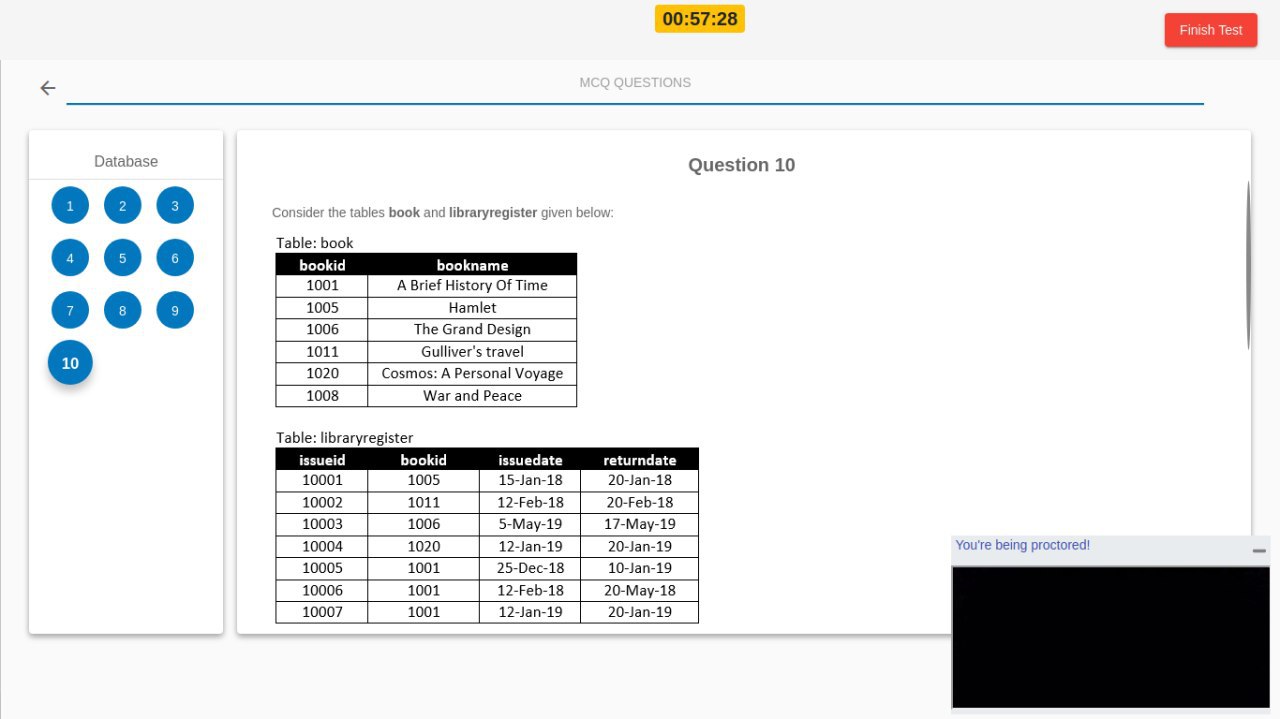 00:57:28
Finish Test
MCQ QUESTIONS
Database
1 2 3
4 5 6
7 8 9
10
Question 10
Consider the tables book and libraryregister given below:
Table: book
bookid bookname
1001 A Brief History Of Time
1005 Hamlet
1006 The Grand Design
1011 Gulliver's travel
1020 Cosmos: A Personal Voyage
1008 War and Peace
Table: libraryregister
issueid bookid issuedate returndate
10001 1005 15-Jan-18 20-Jan-18
10002 1011 12-Feb-18 20-Feb-18
10003 1006 5-May-19 17-May-19
10004 1020 12-Jan-19 20-Jan-19
10005 1001 25-Dec-18 10-Jan-19
10006 1001 12-Feb-18 20-May-18
10007 1001 12-Jan-19 20-Jan-19
You're being proctored!